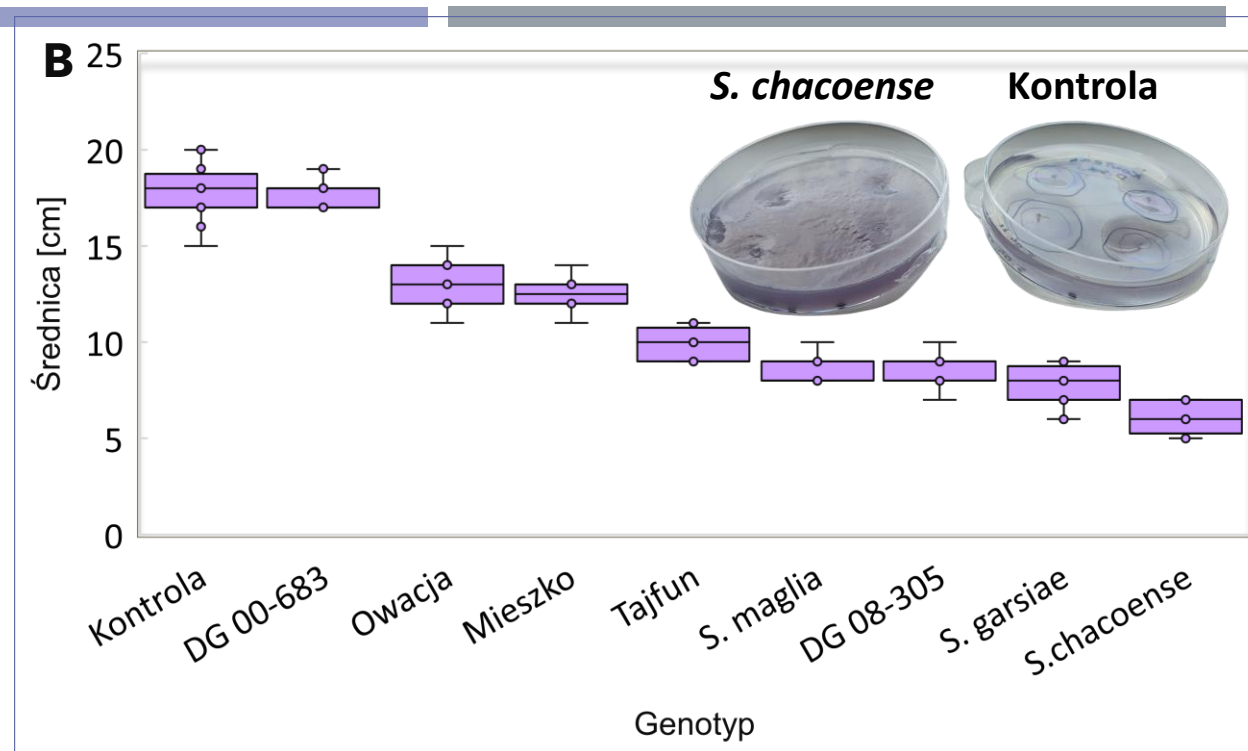 B
25
20
15
10
5
0
Średnica [cm]
S. chacoense
Kontrola
Kontrola
DG 00-683
Owacja
Mieszko
Tajfun
S. maglia
DG 08-305
S. garsiae
S.chacoense
Genotyp